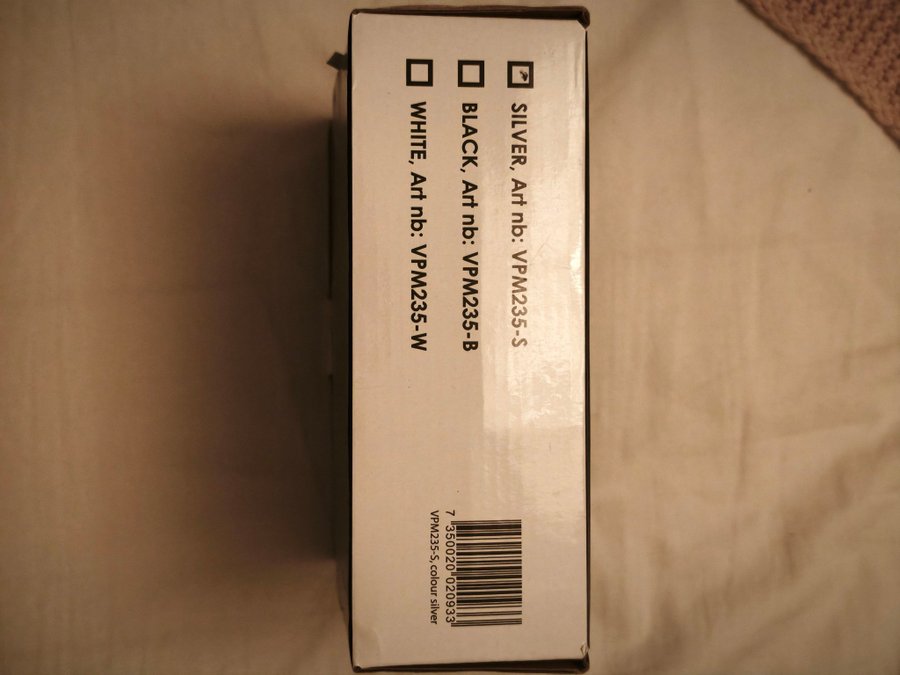 SILVER, Art nb: VPM235-S
BLACK, Art nb: VPM235-B
WHITE, Art nb: VPM235-W
7 350020 020933
VPM235-S, colour silver